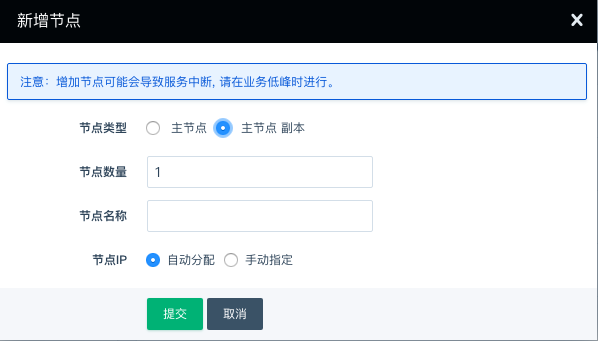 新增节点
注意：增加节点可能会导致服务中断, 请在业务低峰时进行。
节点类型 主节点 主节点 副本
节点数量 1
节点名称
节点IP 自动分配 手动指定
提交 取消